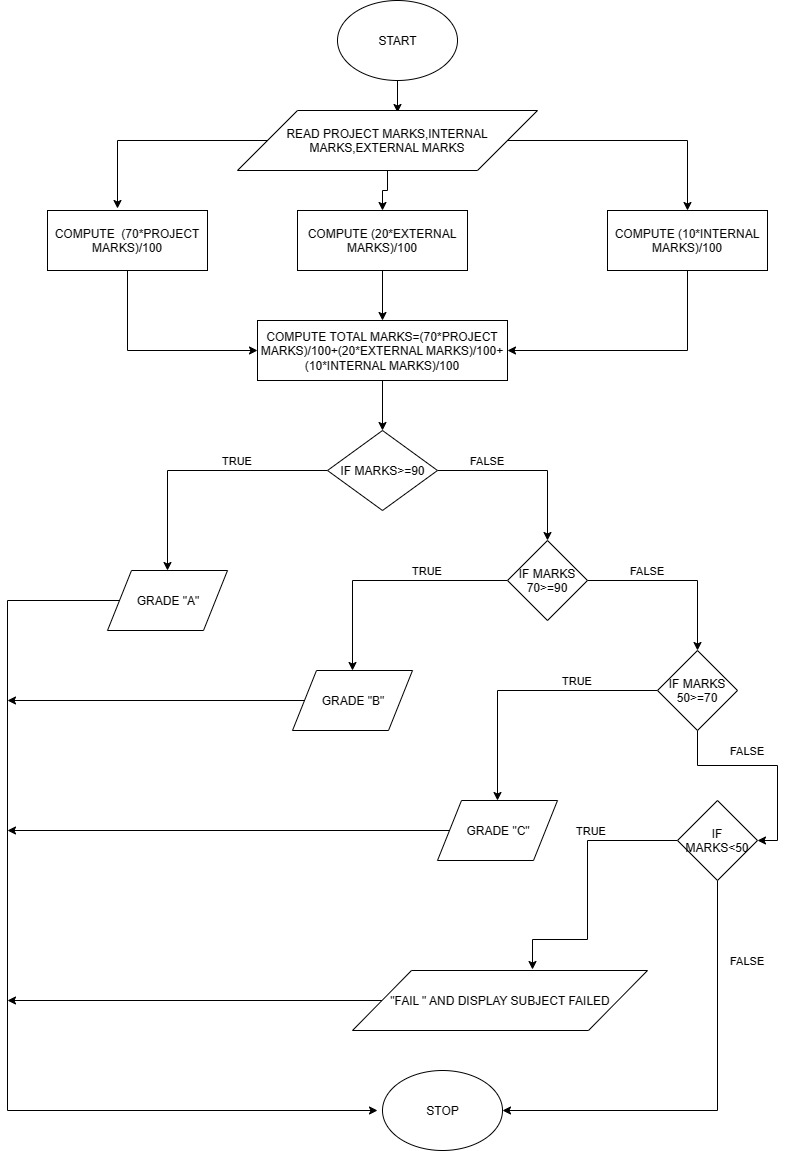 START
READ PROJECT MARKS,INTERNAL
MARKS,EXTERNAL MARKS
COMPUTE (70*PROJECT
MARKS)/100
COMPUTE (20*EXTERNAL
MARKS)/100
COMPUTE (10*INTERNAL
MARKS)/100
COMPUTE TOTAL MARKS=(70*PROJECT
MARKS)/100+(20*EXTERNAL MARKS)/100+
(10*INTERNAL MARKS)/100
TRUE
IF MARKS>=90
FALSE
TRUE
IF MARKS
70>=90
FALSE
GRADE "A"
TRUE
IF MARKS
50>=70
GRADE "B"
FALSE
GRADE "C"
TRUE
IF
MARKS<50
FALSE
"FAIL " AND DISPLAY SUBJECT FAILED
STOP